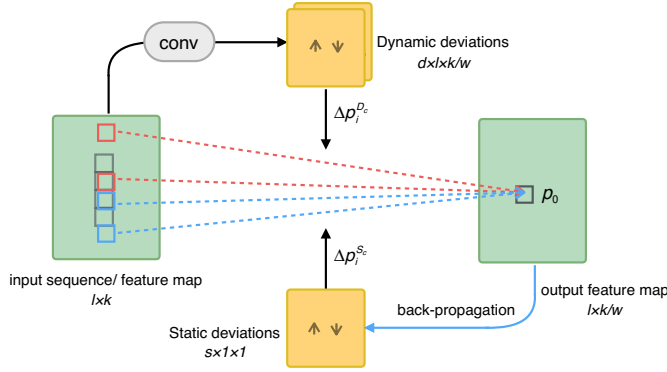 conv
Dynamic deviations
d×l×k/w
Δp_i^{D_c}
p₀
input sequence/ feature map
l×k
Δp_i^{S_c}
output feature map
l×k/w
back-propagation
Static deviations
s×1×1